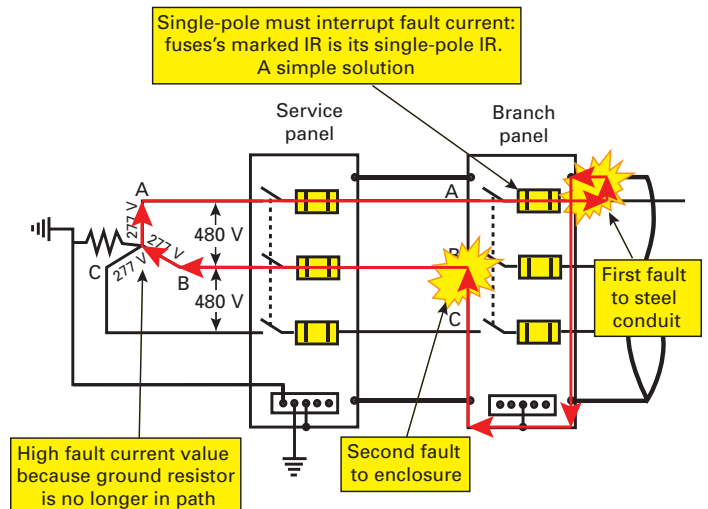 Single-pole must interrupt fault current:
fuses's marked IR is its single-pole IR.
A simple solution
Service
panel
Branch
panel
A
A
277 V
480 V
277 V
C
277 V
B
B
480 V
C
First fault
to steel
conduit
High fault current value
because ground resistor
is no longer in path
Second fault
to enclosure